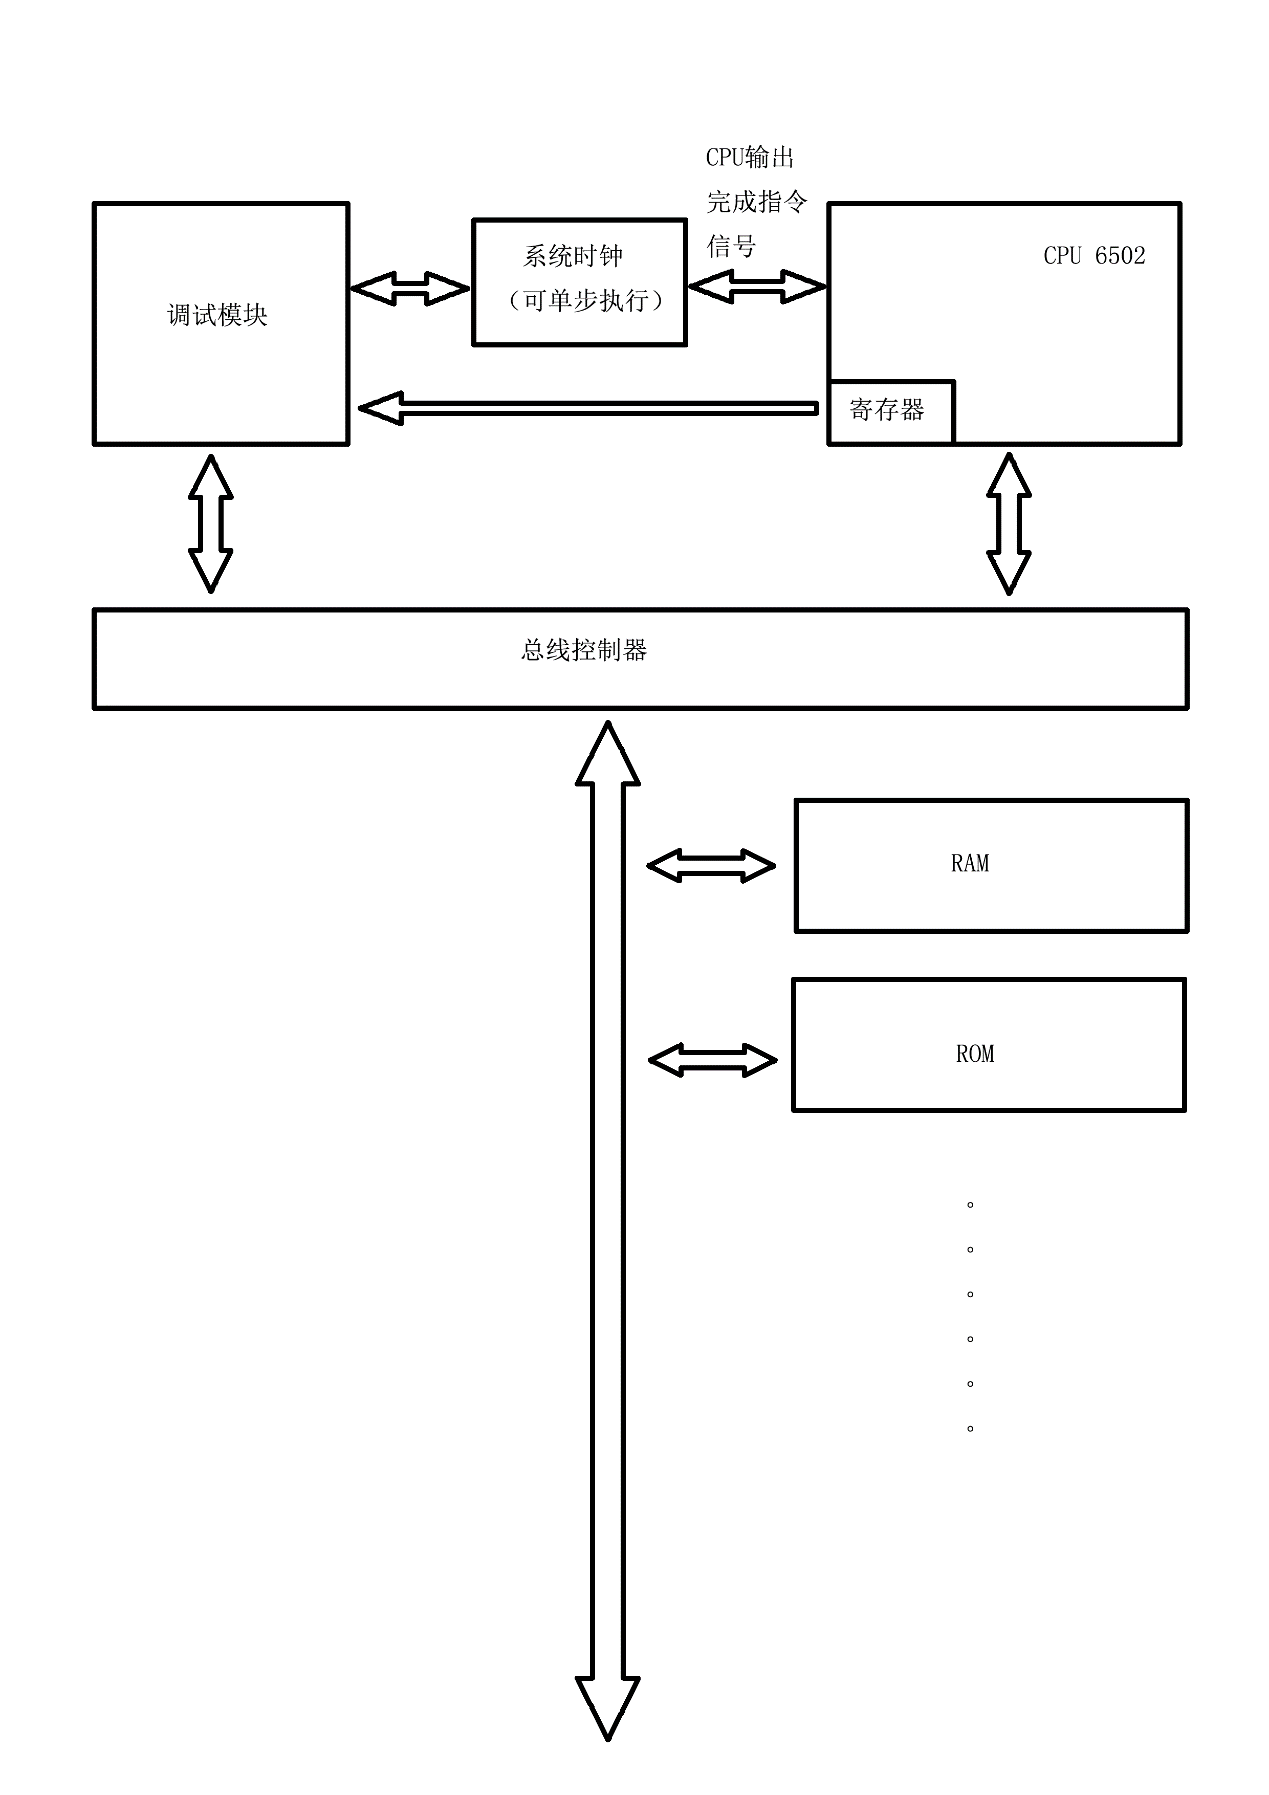 CPU输出
完成指令
信号
系统时钟
（可单步执行）
CPU 6502
调试模块
寄存器
总线控制器
RAM
ROM
。
。
。
。
。
。